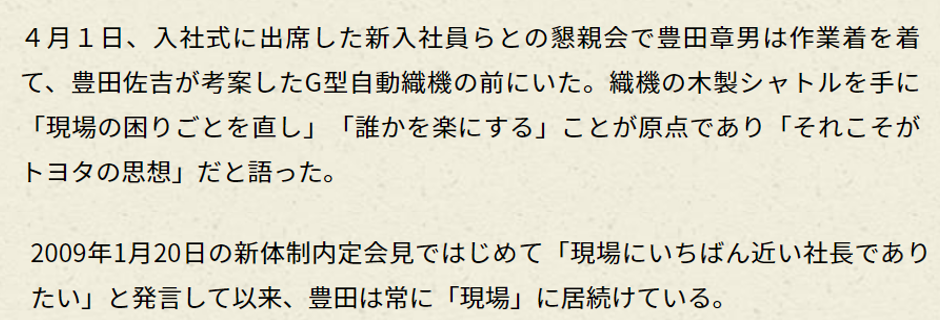 ４月１日、入社式に出席した新入社員らとの懇親会で豊田章男は作業着を着
て、豊田佐吉が考案したG型自動織機の前にいた。織機の木製シャトルを手に
「現場の困りごとを直し」「誰かを楽にする」ことが原点であり「それこそが
トヨタの思想」だと語った。
2009年1月20日の新体制内定会見ではじめて「現場にいちばん近い社長であり
たい」と発言して以来、豊田は常に「現場」に居続けている。